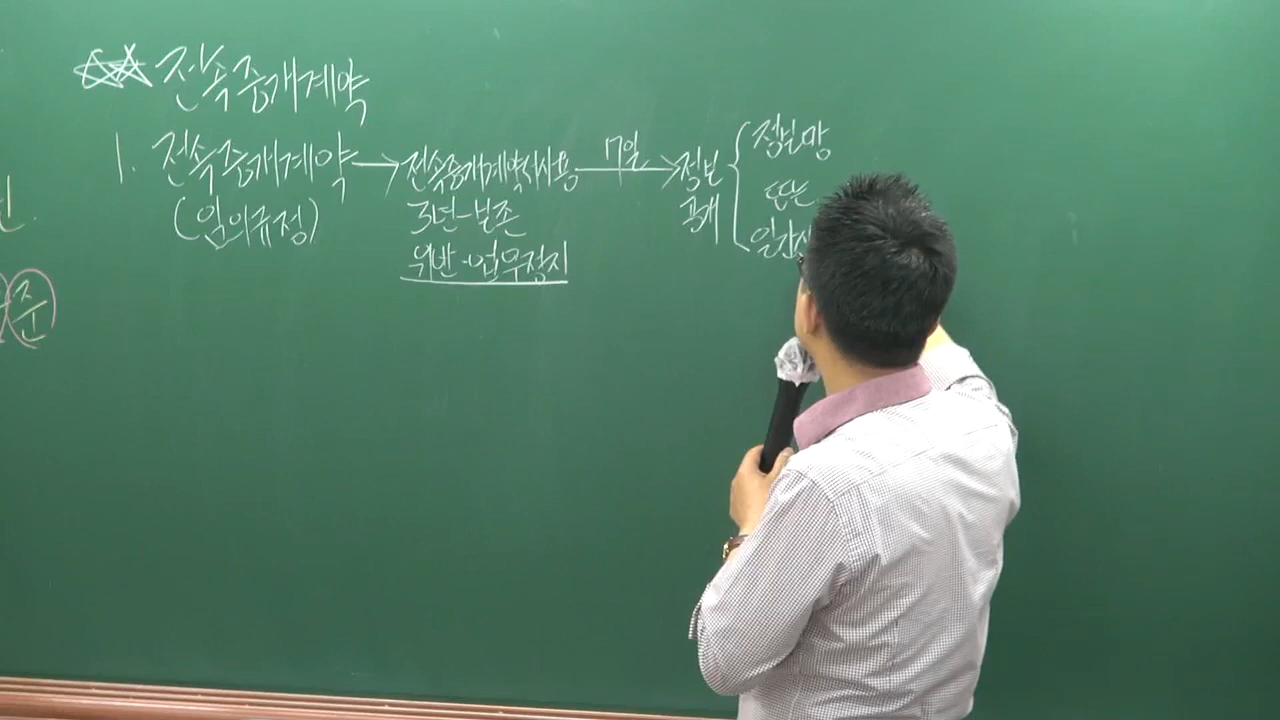 ☆☆ 전속중개계약
1. 전속중개계약 → 전속중개계약서사용 7일 → 정보공개 { 정보망
(임의규정)
3년-보존
위반·업무정지
또는
일간
준